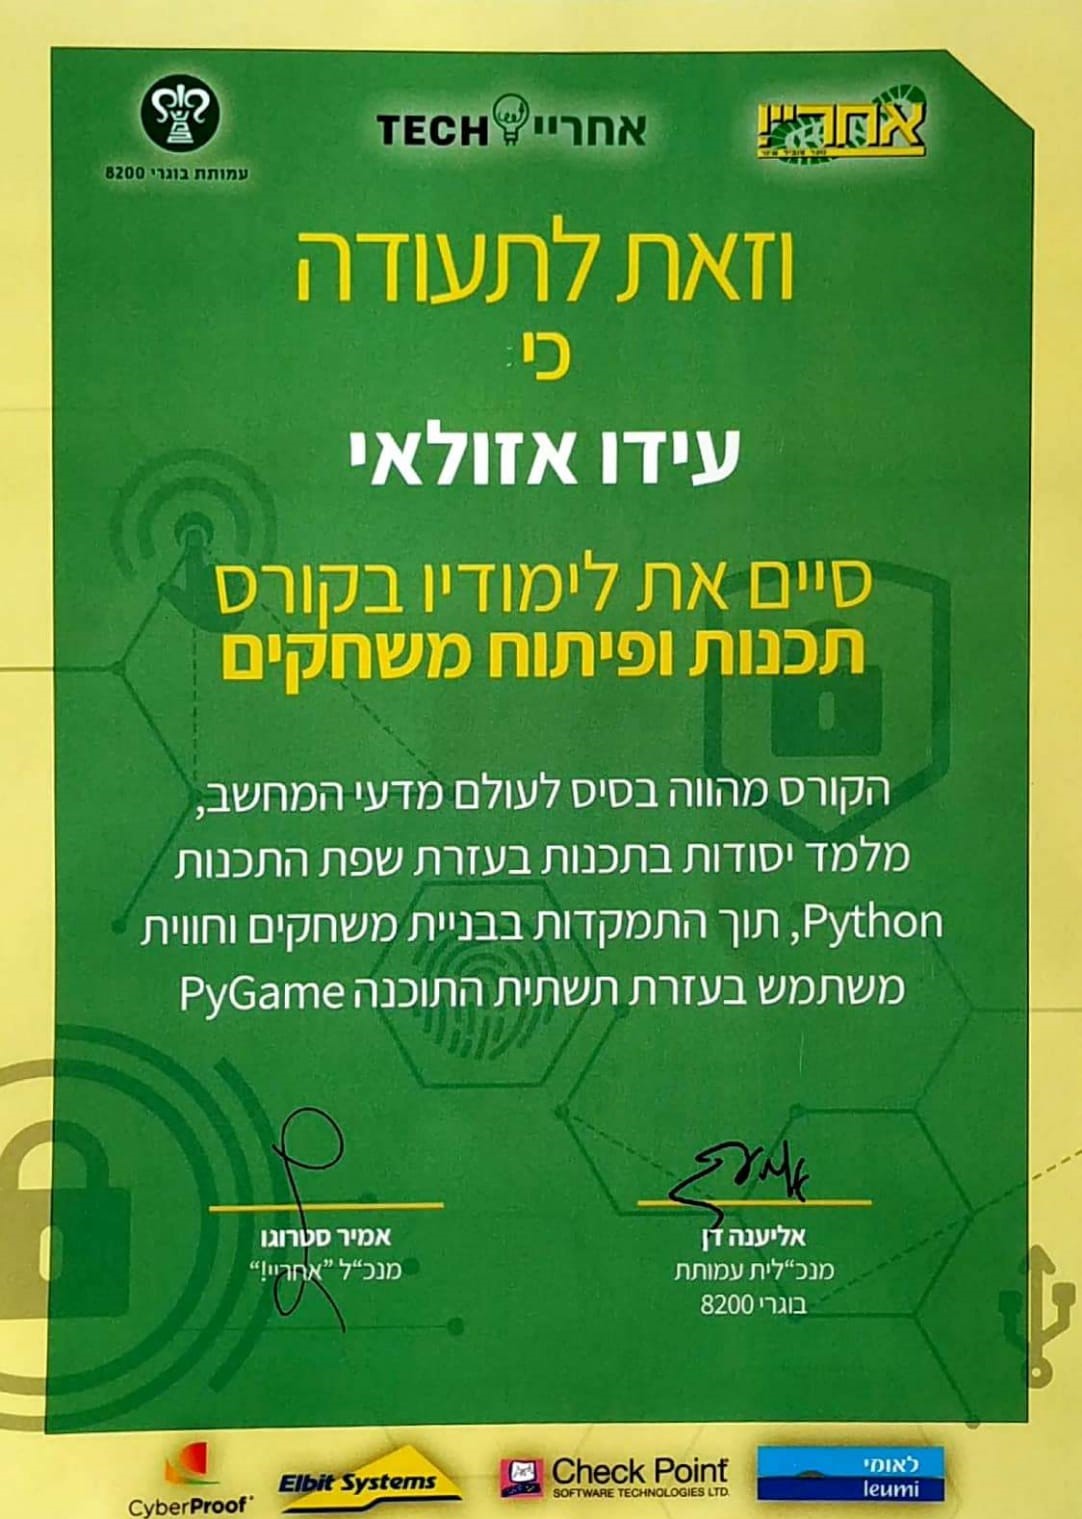 אחריי!
אחריי TECH
עמותת בוגרי 8200
וזאת לתעודה
כי
עידו אזולאי
סיים את לימודיו בקורס
תכנות ופיתוח משחקים
הקורס מהווה בסיס לעולם מדעי המחשב,
מלמד יסודות בתכנות בעזרת שפת התכנות
Python, תוך התמקדות בבניית משחקים וחווית
משתמש בעזרת תשתית התוכנה PyGame
אליענה דן
מנכ“לית עמותת
בוגרי 8200
אמיר סטרוגו
מנכ“ל ”אחריי!“
CyberProof
Elbit Systems
Check Point
SOFTWARE TECHNOLOGIES LTD.
לאומי
leumi